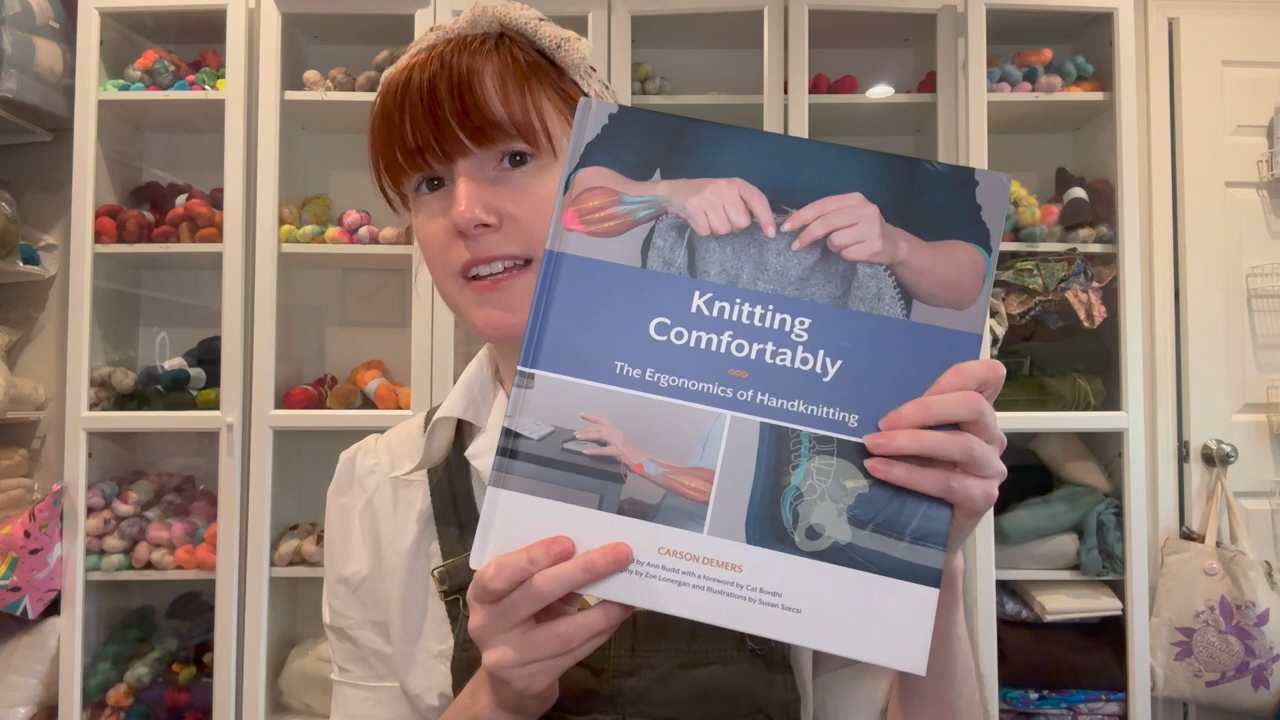 Knitting
Comfortably
The Ergonomics of Handknitting
CARSON DEMERS
by Ann Budd with a foreword by Cat Bordhi
by Zoe Lonergan and Illustrations by Susan Szecsi